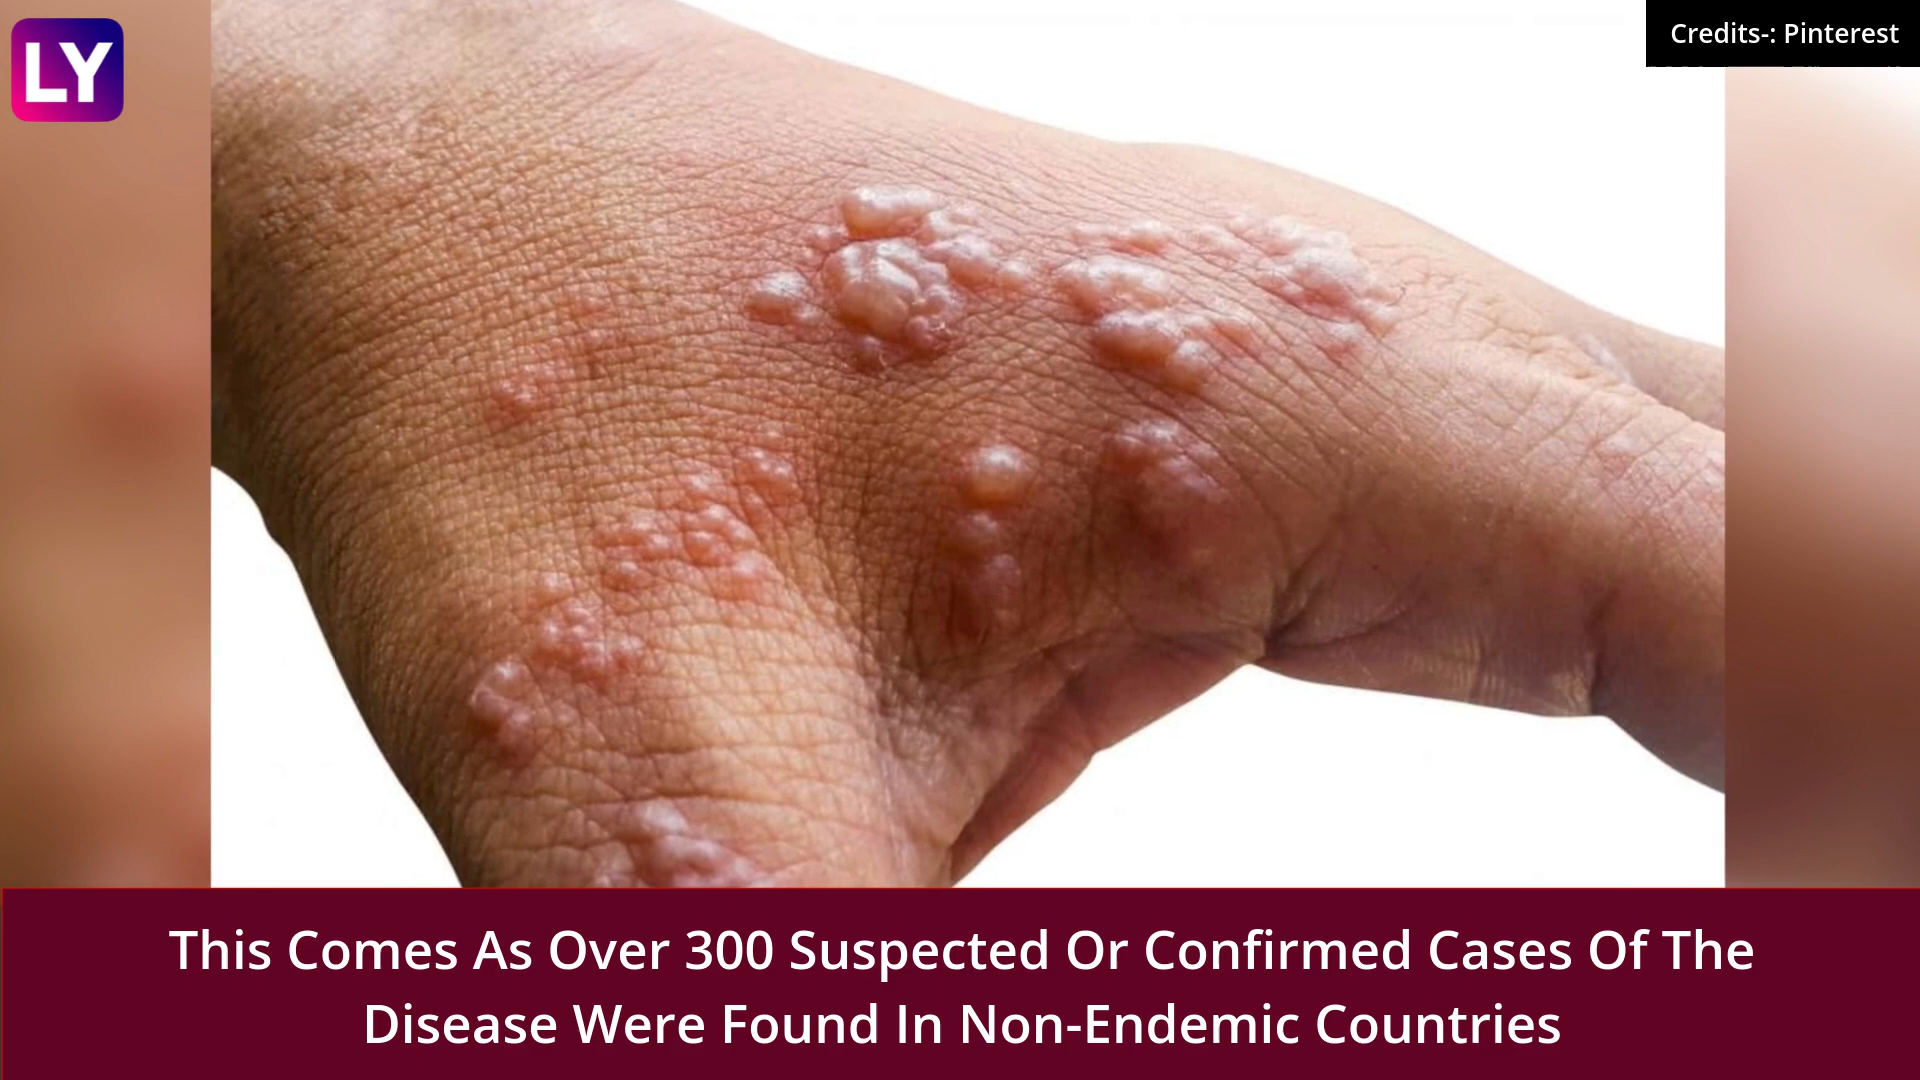 LY
Credits-: Pinterest
This Comes As Over 300 Suspected Or Confirmed Cases Of The
Disease Were Found In Non-Endemic Countries